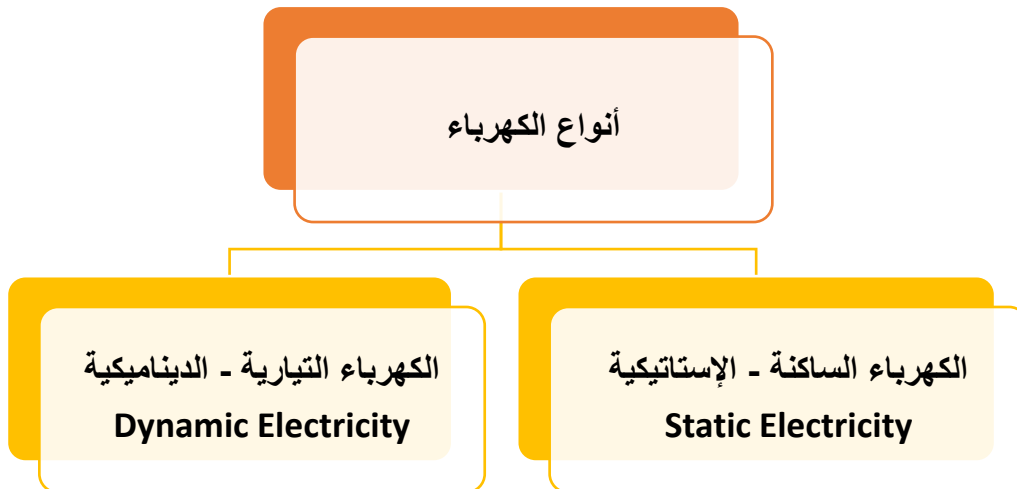 أنواع الكهرباء
الكهرباء الساكنة - الإستاتيكية
Static Electricity
الكهرباء التيارية - الديناميكية
Dynamic Electricity